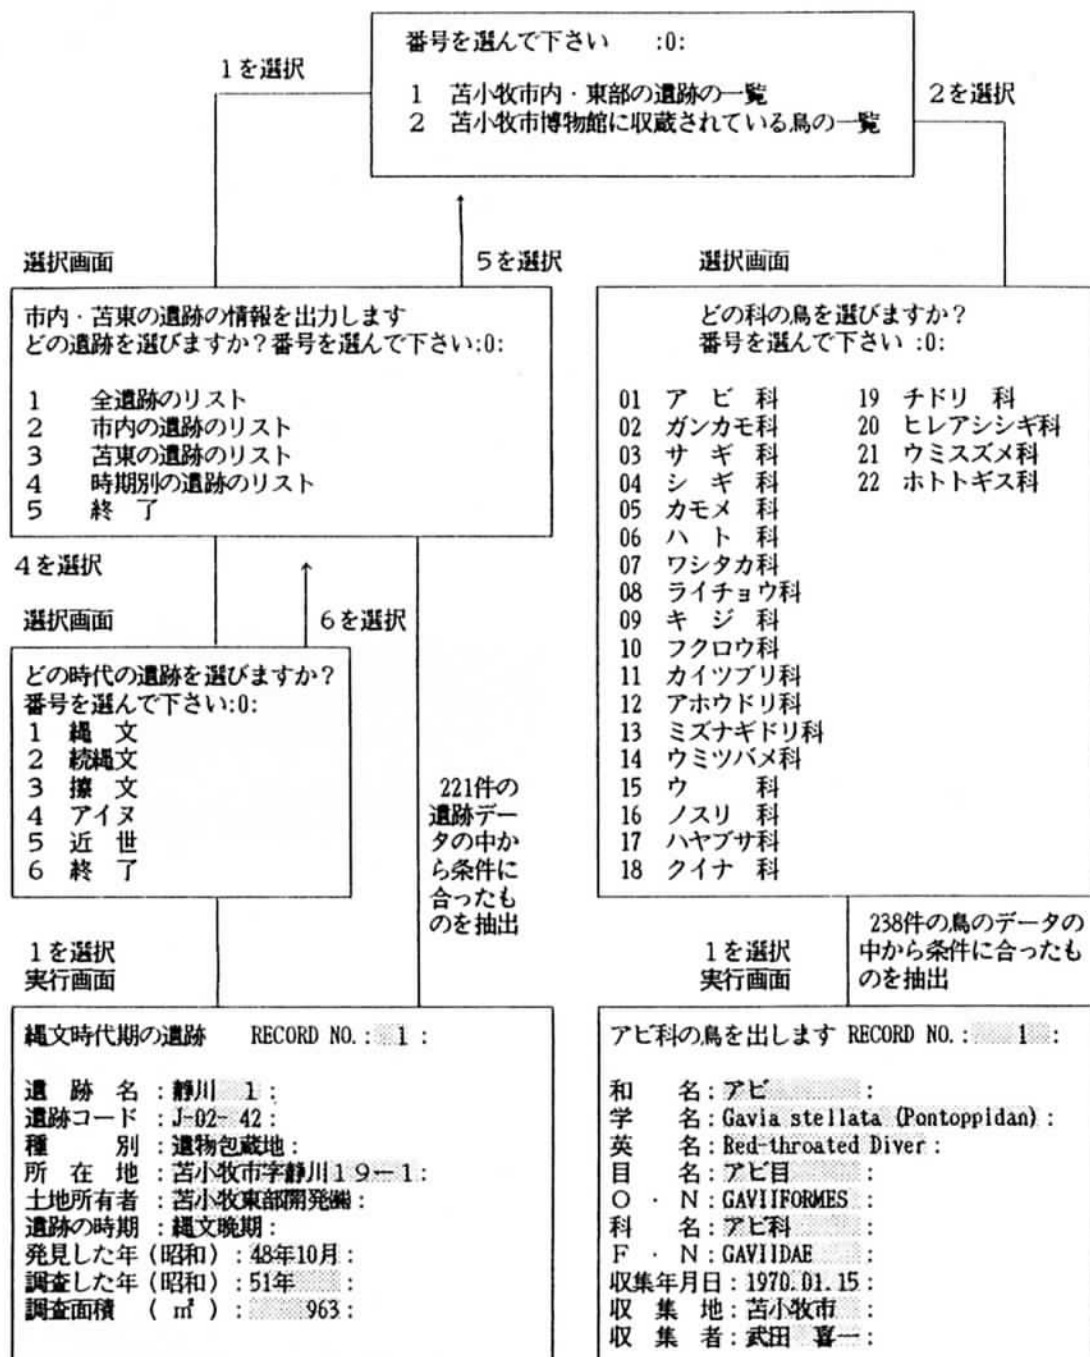 番号を選んで下さい :0:
1 苫小牧市内・東部の遺跡の一覧
2 苫小牧市博物館に収蔵されている鳥の一覧
1を選択
2を選択
選択画面
5を選択
市内・苫東の遺跡の情報を出力します
どの遺跡を選びますか?番号を選んで下さい:0:
1 全遺跡のリスト
2 市内の遺跡のリスト
3 苫東の遺跡のリスト
4 時期別の遺跡のリスト
5 終 了
4を選択
選択画面
6を選択
どの時代の遺跡を選びますか?
番号を選んで下さい:0:
1 縄 文
2 続縄文
3 擦 文
4 アイヌ
5 近 世
6 終 了
221件の
遺跡デー
タの中か
ら条件に
合ったも
のを抽出
1を選択
実行画面
縄文時代期の遺跡 RECORD NO.: 1 :
遺 跡 名 :静川 1 :
遺跡コード :J-02- 42:
種 別 :遺物包蔵地:
所 在 地 :苫小牧市字静川19-1:
土地所有者 :苫小牧東部開発㈱:
遺跡の時期 :縄文晩期:
発見した年(昭和) :48年10月:
調査した年(昭和) :51年 :
調査面積 (㎡) : 963:
選択画面
どの科の鳥を選びますか?
番号を選んで下さい :0:
01 ア ビ 科
02 ガンカモ科
03 サ ギ 科
04 シ ギ 科
05 カモメ 科
06 ハ ト 科
07 ワシタカ科
08 ライチョウ科
09 キ ジ 科
10 フクロウ科
11 カイツブリ科
12 アホウドリ科
13 ミズナギドリ科
14 ウミツバメ科
15 ウ 科
16 ノスリ 科
17 ハヤブサ科
18 クイナ 科
19 チドリ 科
20 ヒレアシシギ科
21 ウミスズメ科
22 ホトトギス科
238件の鳥のデータの
中から条件に合ったも
のを抽出
1を選択
実行画面
アビ科の鳥を出します RECORD NO.: 1 :
和 名:アビ :
学 名:Gavia stellata (Pontoppidan) :
英 名:Red-throated Diver :
目 名:アビ目 :
O ・ N:GAVIIFORMES :
科 名:アビ科 :
F ・ N:GAVIIDAE :
収集年月日:1970.01.15 :
収 集 地:苫小牧市 :
収 集 者:武田 喜一: